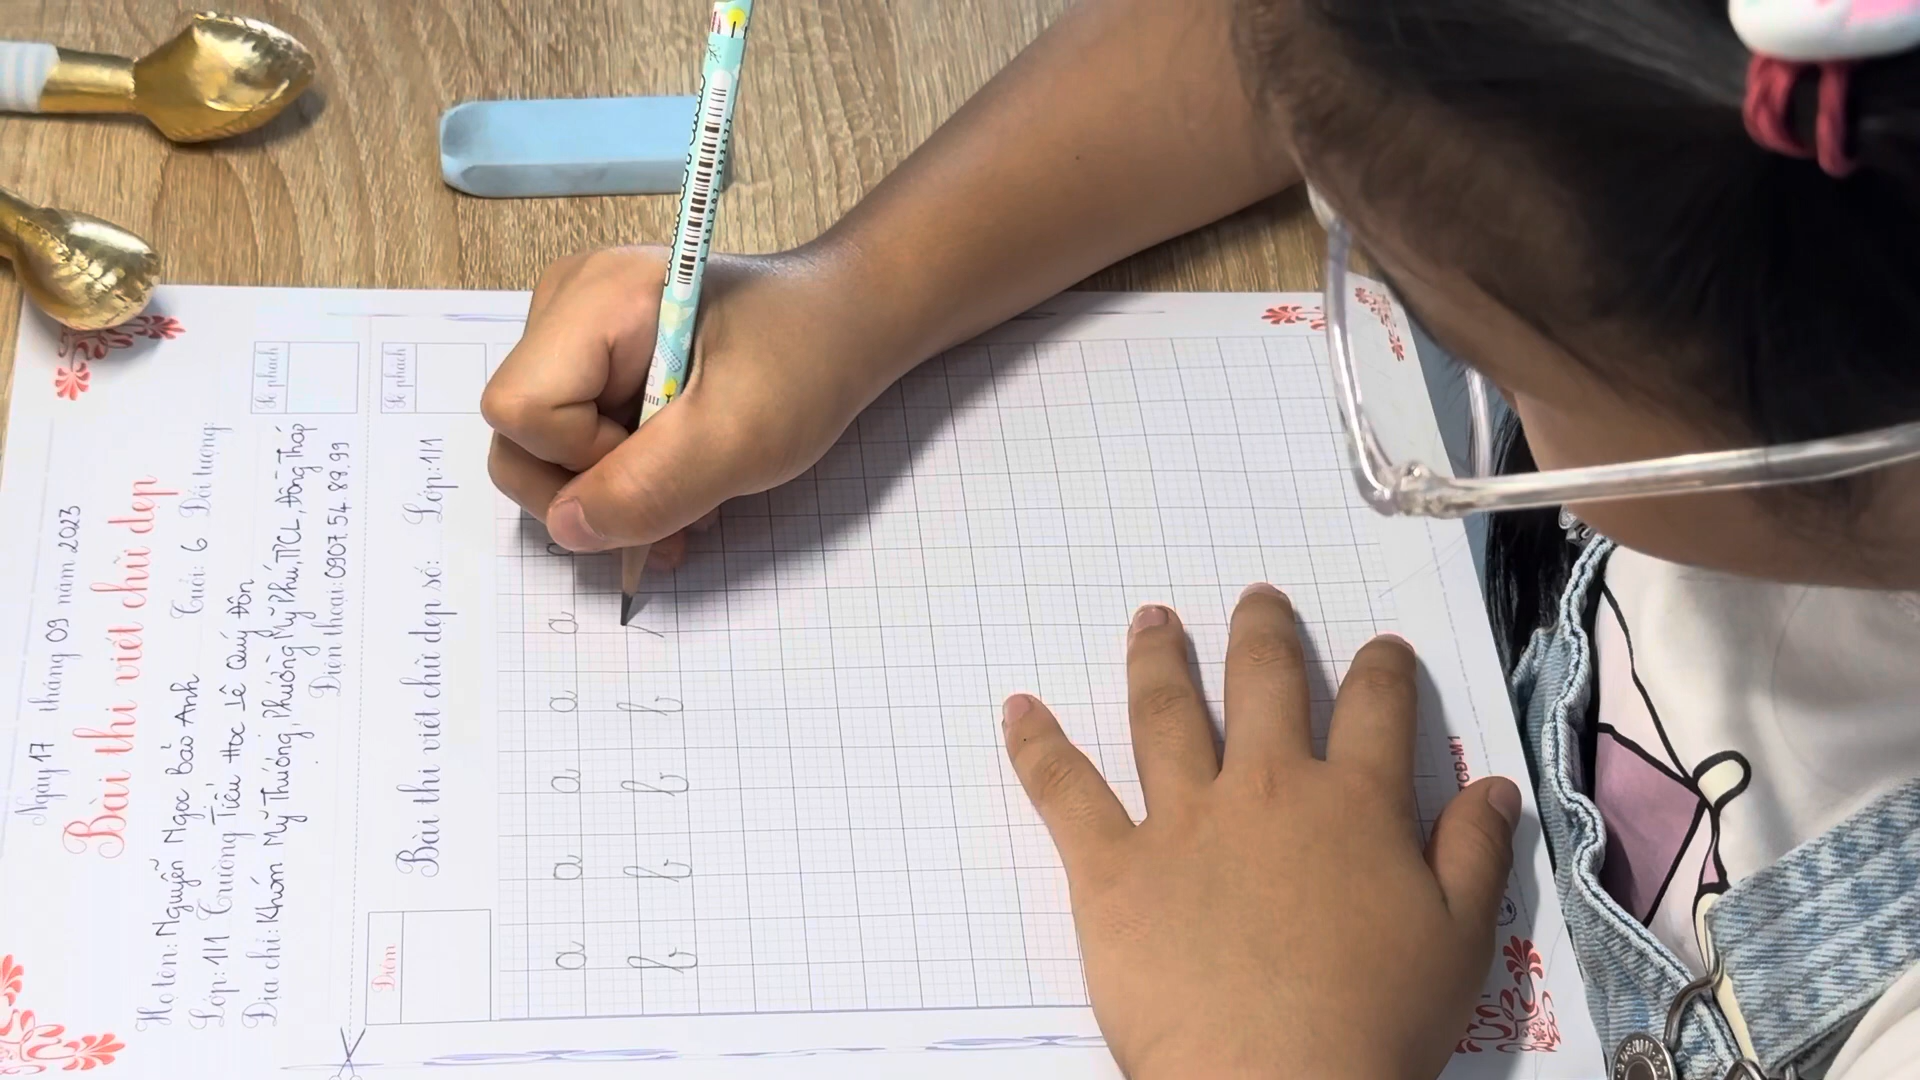 Ngày 17 tháng 09 năm 2023
Bài thi viết chữ đẹp
Họ tên: Nguyễn Ngọc Bảo Anh Tuổi: 6 Đối tượng:
Lớp: 1/1 Trường Tiểu Học Lê Quý Đôn
Địa chỉ: Khóm Mỹ Thượng, Phường Mỹ Phú, TPCL, Đồng Tháp
Điện thoại: 0907.54.89.99
Số phách
Số phách
Điểm
Bài thi viết chữ đẹp số: Lớp: 1/1
a a a a a
b b b b